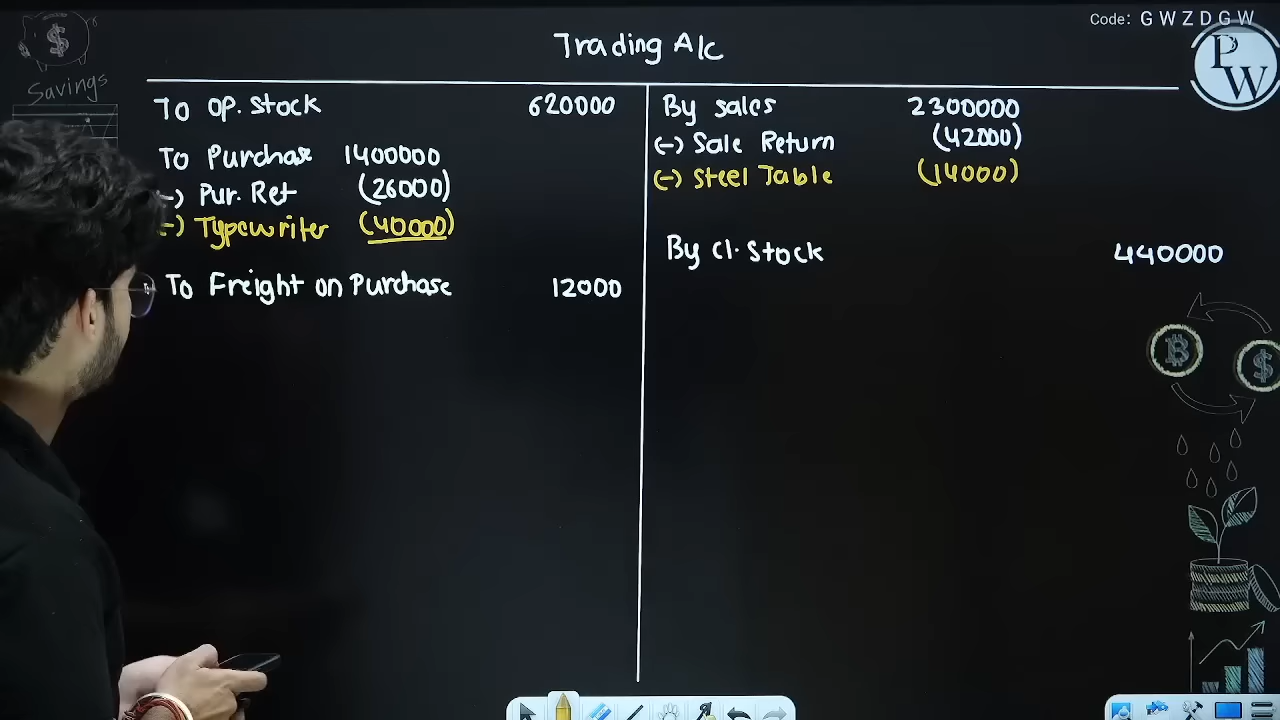 Code: G W Z D G W
Savings
PW
Trading A/c
To Op. Stock 620000
To Purchase 1400000
(-) Pur. Ret (26000)
(-) Typewriter (40000)
To Freight on Purchase 12000
By Sales 2300000
(-) Sale Return (42000)
(-) Steel Table (14000)
By Cl. Stock 440000